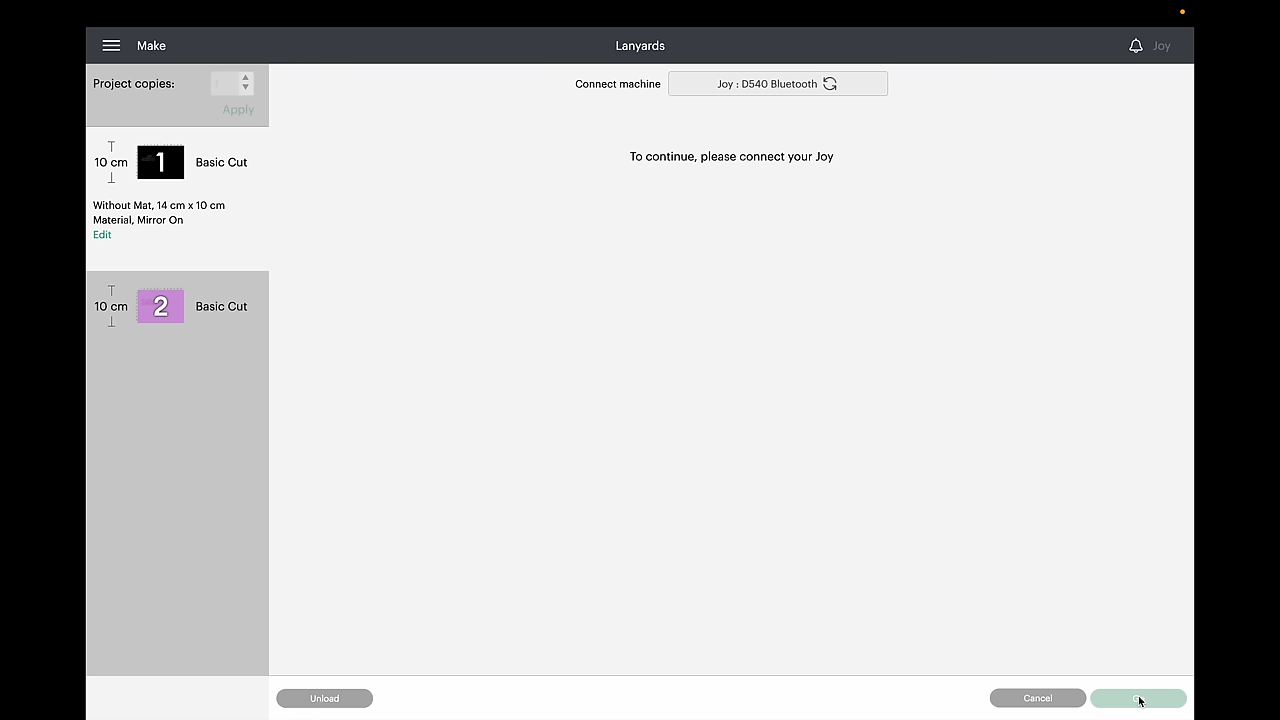 Make
Lanyards
Joy
Project copies:
Apply
Connect machine
Joy : D540 Bluetooth
To continue, please connect your Joy
10 cm
1
Basic Cut
Without Mat, 14 cm x 10 cm
Material, Mirror On
Edit
10 cm
2
Basic Cut
Unload
Cancel